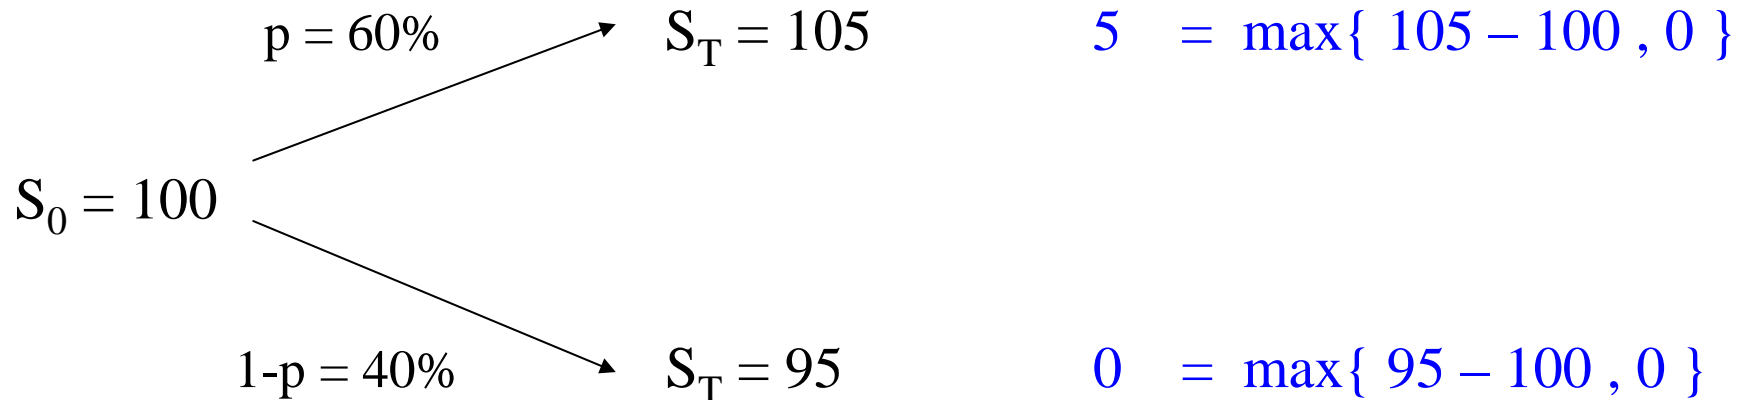 p = 60% S_T = 105 5 = max{ 105 – 100 , 0 }
S_0 = 100
1-p = 40% S_T = 95 0 = max{ 95 – 100 , 0 }